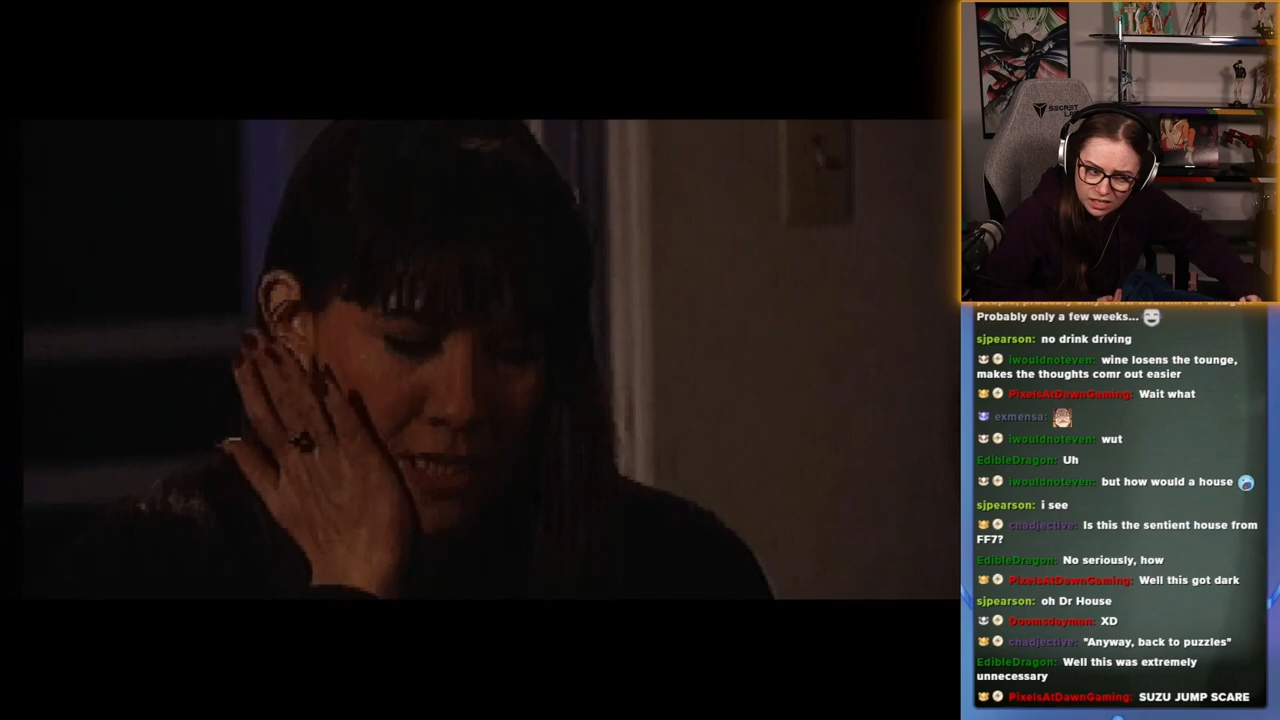 SECRET
Probably only a few weeks...
sjpearson: no drink driving
iwouldnoteven: wine losens the tounge,
makes the thoughts comr out easier
PixelsAtDawnGaming: Wait what
exmensa:
iwouldnoteven: wut
EdibleDragon: Uh
iwouldnoteven: but how would a house
sjpearson: i see
chadjective: Is this the sentient house from
FF7?
EdibleDragon: No seriously, how
PixelsAtDawnGaming: Well this got dark
sjpearson: oh Dr House
Doomsdayman: XD
chadjective: "Anyway, back to puzzles"
EdibleDragon: Well this was extremely
unnecessary
PixelsAtDawnGaming: SUZU JUMP SCARE